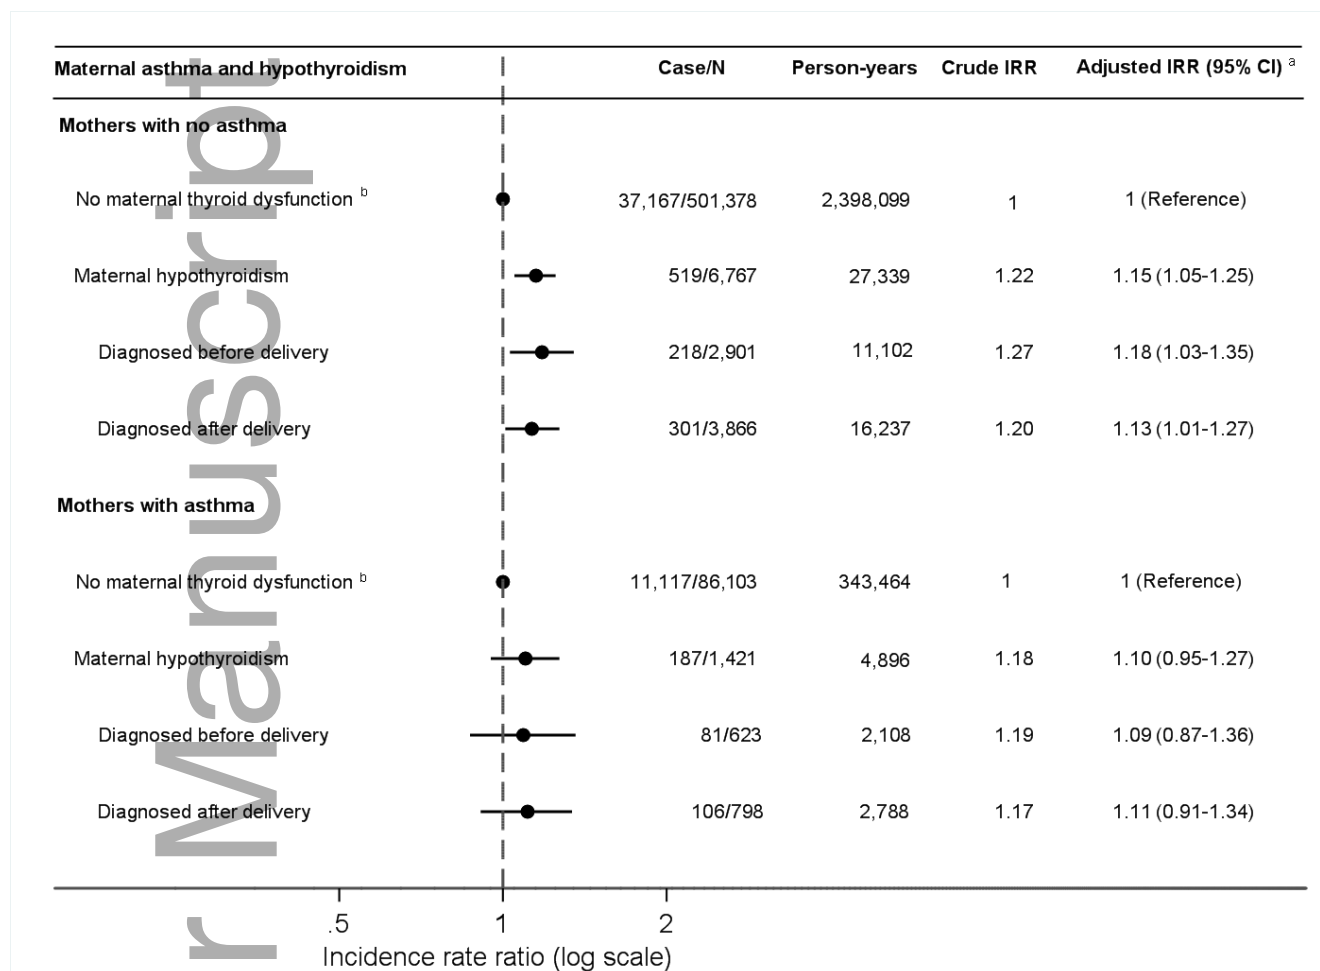 Maternal asthma and hypothyroidism Case/N Person-years Crude IRR Adjusted IRR (95% CI) a
Mothers with no asthma
No maternal thyroid dysfunction b 37,167/501,378 2,398,099 1 1 (Reference)
Maternal hypothyroidism 519/6,767 27,339 1.22 1.15 (1.05-1.25)
Diagnosed before delivery 218/2,901 11,102 1.27 1.18 (1.03-1.35)
Diagnosed after delivery 301/3,866 16,237 1.20 1.13 (1.01-1.27)
Mothers with asthma
No maternal thyroid dysfunction b 11,117/86,103 343,464 1 1 (Reference)
Maternal hypothyroidism 187/1,421 4,896 1.18 1.10 (0.95-1.27)
Diagnosed before delivery 81/623 2,108 1.19 1.09 (0.87-1.36)
Diagnosed after delivery 106/798 2,788 1.17 1.11 (0.91-1.34)
.5 1 2
Incidence rate ratio (log scale)
r Manuscript